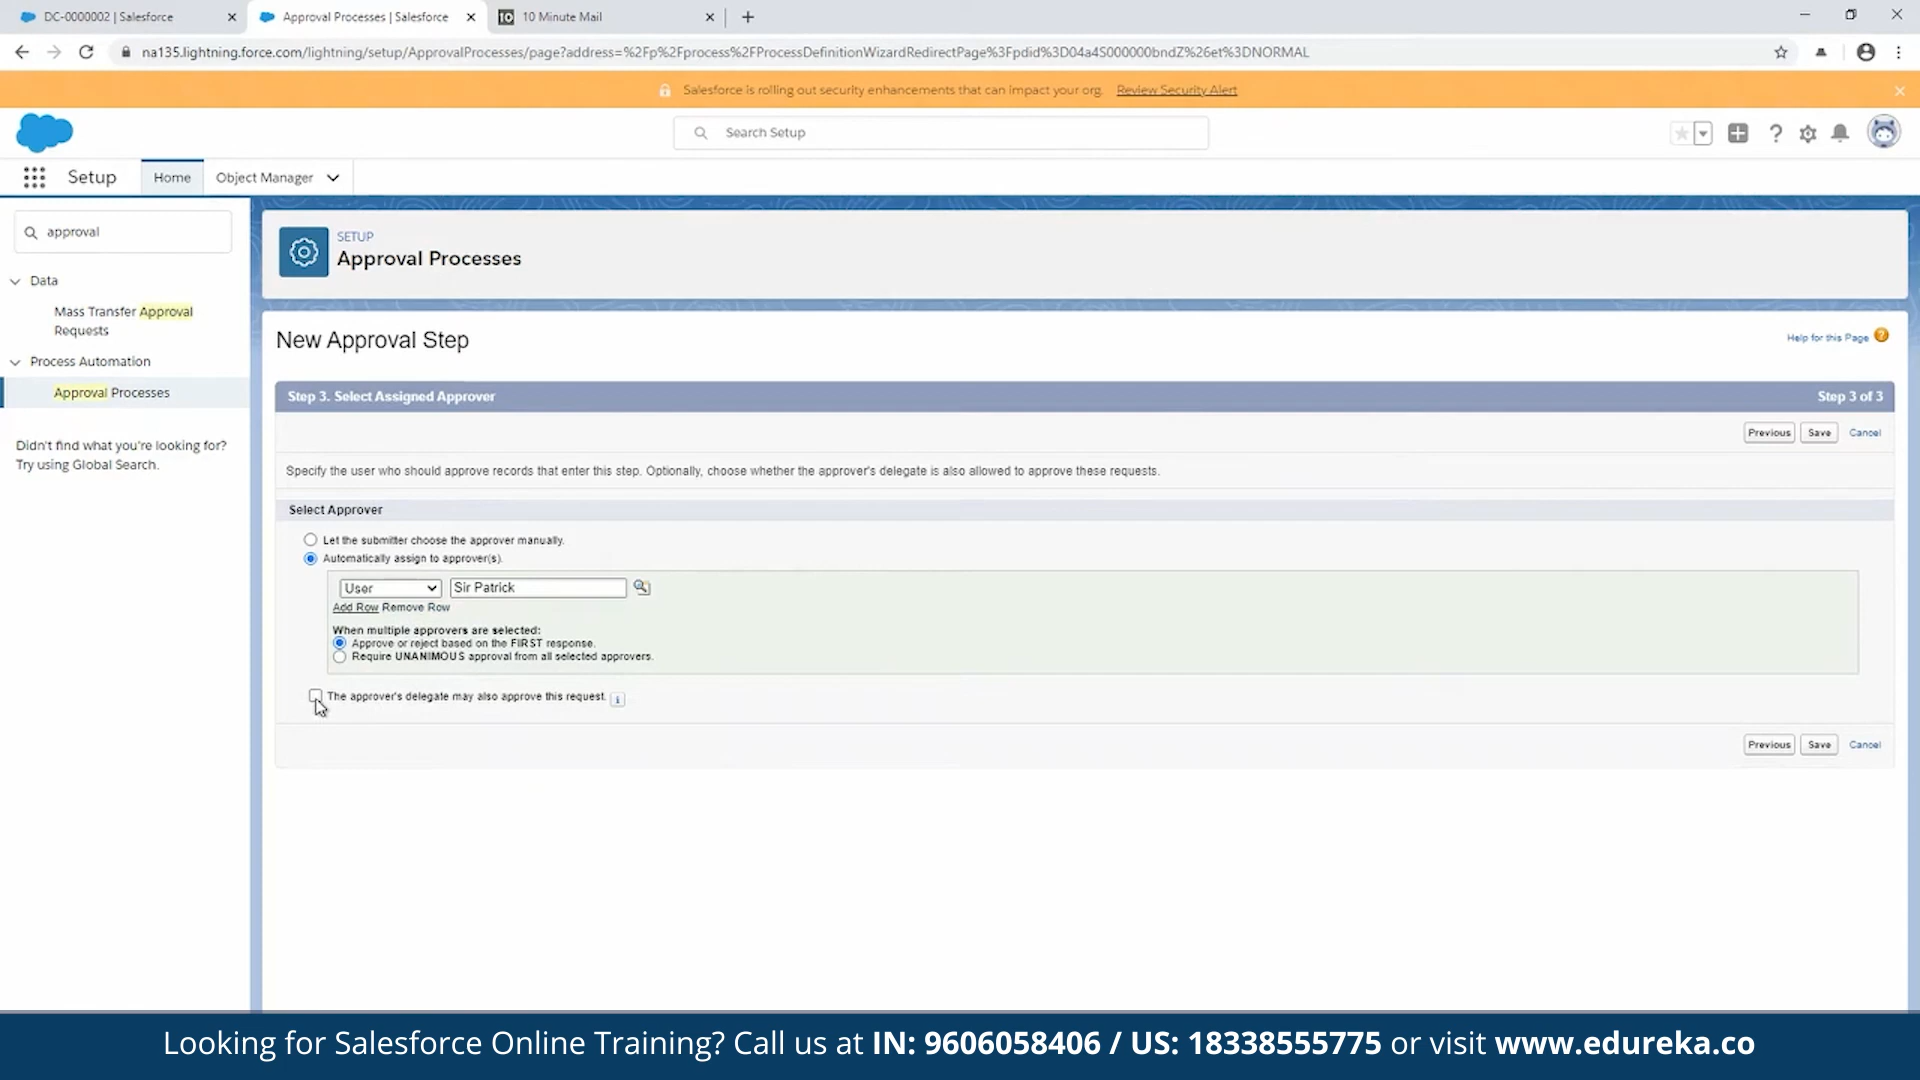 DC-0000002 | Salesforce
Approval Processes | Salesforce
10
10 Minute Mail
na135.lightning.force.com/lightning/setup/ApprovalProcesses/page?address=%2Fp%2Fprocess%2FProcessDefinitionWizardRedirectPage%3Fpdid%3D04a4S000000bndZ%26et%3DNORMAL
Salesforce is rolling out security enhancements that can impact your org. Review Security Alert
Search Setup
Setup
Home
Object Manager
approval
Data
Mass Transfer Approval
Requests
Process Automation
Approval Processes
Didn't find what you're looking for?
Try using Global Search.
SETUP
Approval Processes
New Approval Step
Help for this Page
Step 3. Select Assigned Approver
Step 3 of 3
Previous Save Cancel
Specify the user who should approve records that enter this step. Optionally, choose whether the approver's delegate is also allowed to approve these requests.
Select Approver
Let the submitter choose the approver manually.
Automatically assign to approver(s).
User
Sir Patrick
Add Row Remove Row
When multiple approvers are selected:
Approve or reject based on the FIRST response.
Require UNANIMOUS approval from all selected approvers.
The approver's delegate may also approve this request.
Previous Save Cancel
Looking for Salesforce Online Training? Call us at IN: 9606058406 / US: 18338555775 or visit www.edureka.co